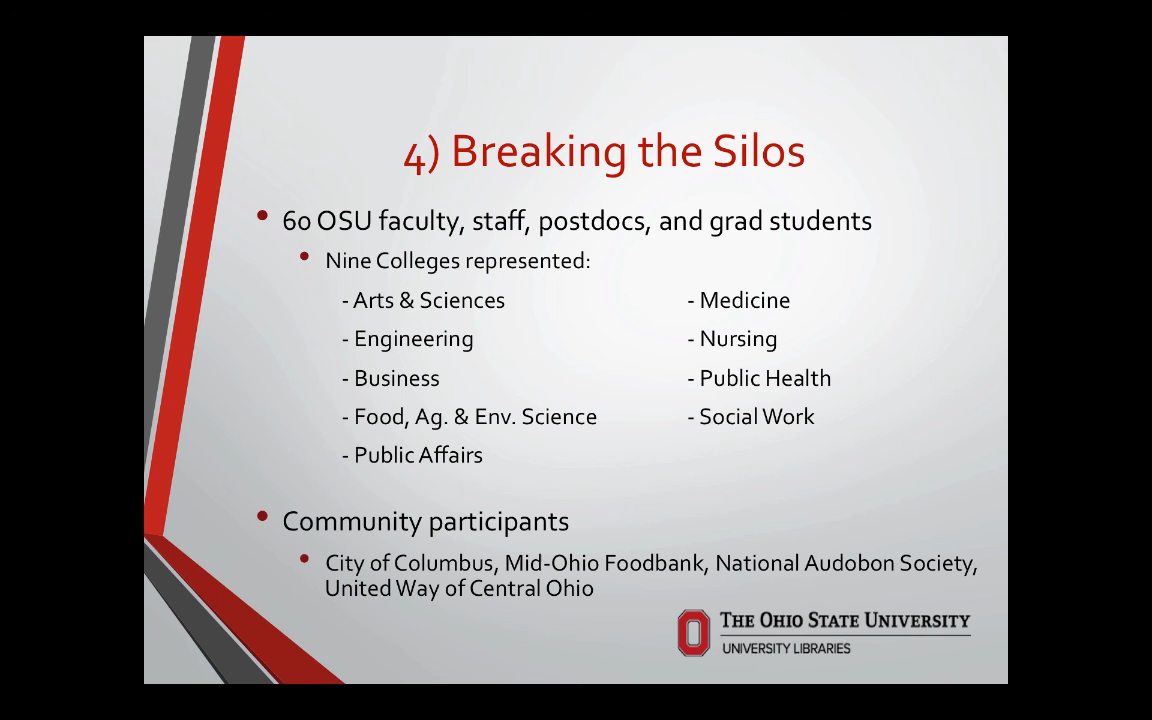 4) Breaking the Silos
• 60 OSU faculty, staff, postdocs, and grad students
• Nine Colleges represented:
- Arts & Sciences
- Engineering
- Business
- Food, Ag. & Env. Science
- Public Affairs
- Medicine
- Nursing
- Public Health
- Social Work
• Community participants
• City of Columbus, Mid-Ohio Foodbank, National Audobon Society,
United Way of Central Ohio
THE OHIO STATE UNIVERSITY
UNIVERSITY LIBRARIES